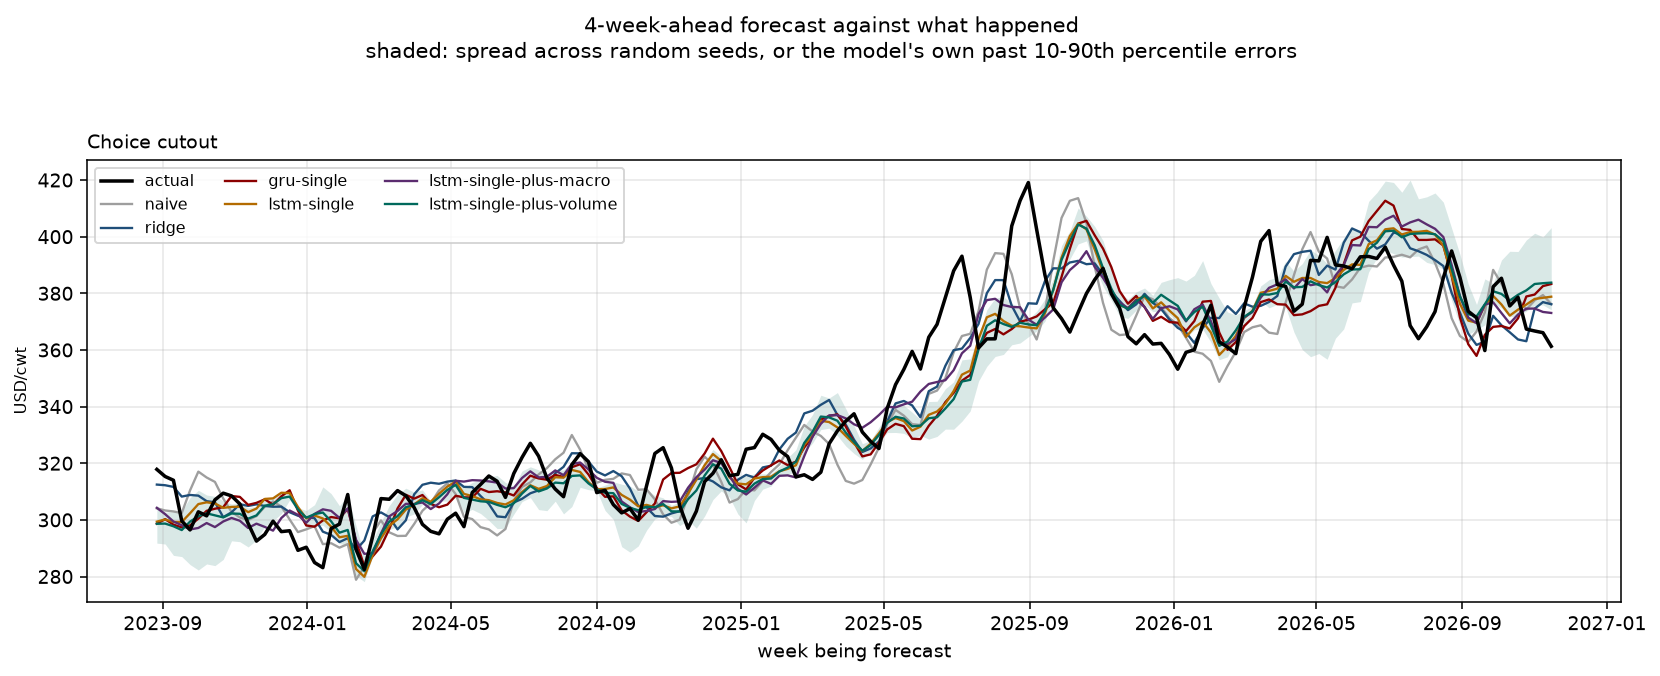 4-week-ahead forecast against what happened
shaded: spread across random seeds, or the model's own past 10-90th percentile errors
Choice cutout
actual
naive
ridge
gru-single
lstm-single
lstm-single-plus-macro
lstm-single-plus-volume
420
400
380
360
340
320
300
280
USD/cwt
2023-09
2024-01
2024-05
2024-09
2025-01
2025-05
2025-09
2026-01
2026-05
2026-09
2027-01
week being forecast